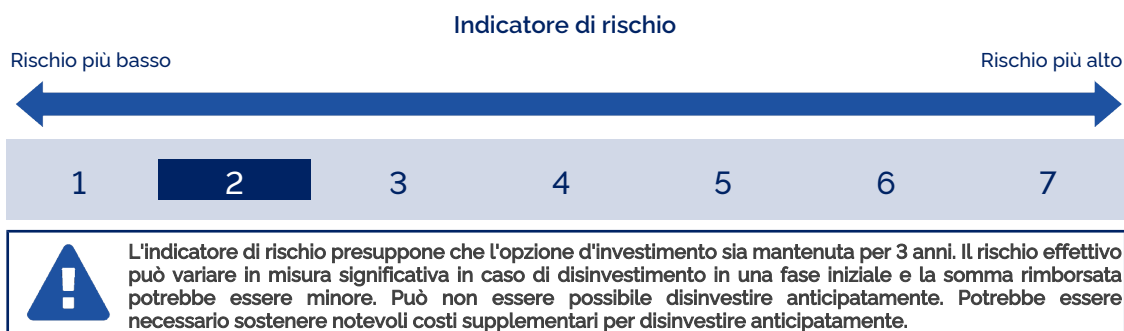 Indicatore di rischio
Rischio più basso
Rischio più alto
1 2 3 4 5 6 7
L'indicatore di rischio presuppone che l'opzione d'investimento sia mantenuta per 3 anni. Il rischio effettivo
può variare in misura significativa in caso di disinvestimento in una fase iniziale e la somma rimborsata
potrebbe essere minore. Può non essere possibile disinvestire anticipatamente. Potrebbe essere
necessario sostenere notevoli costi supplementari per disinvestire anticipatamente.